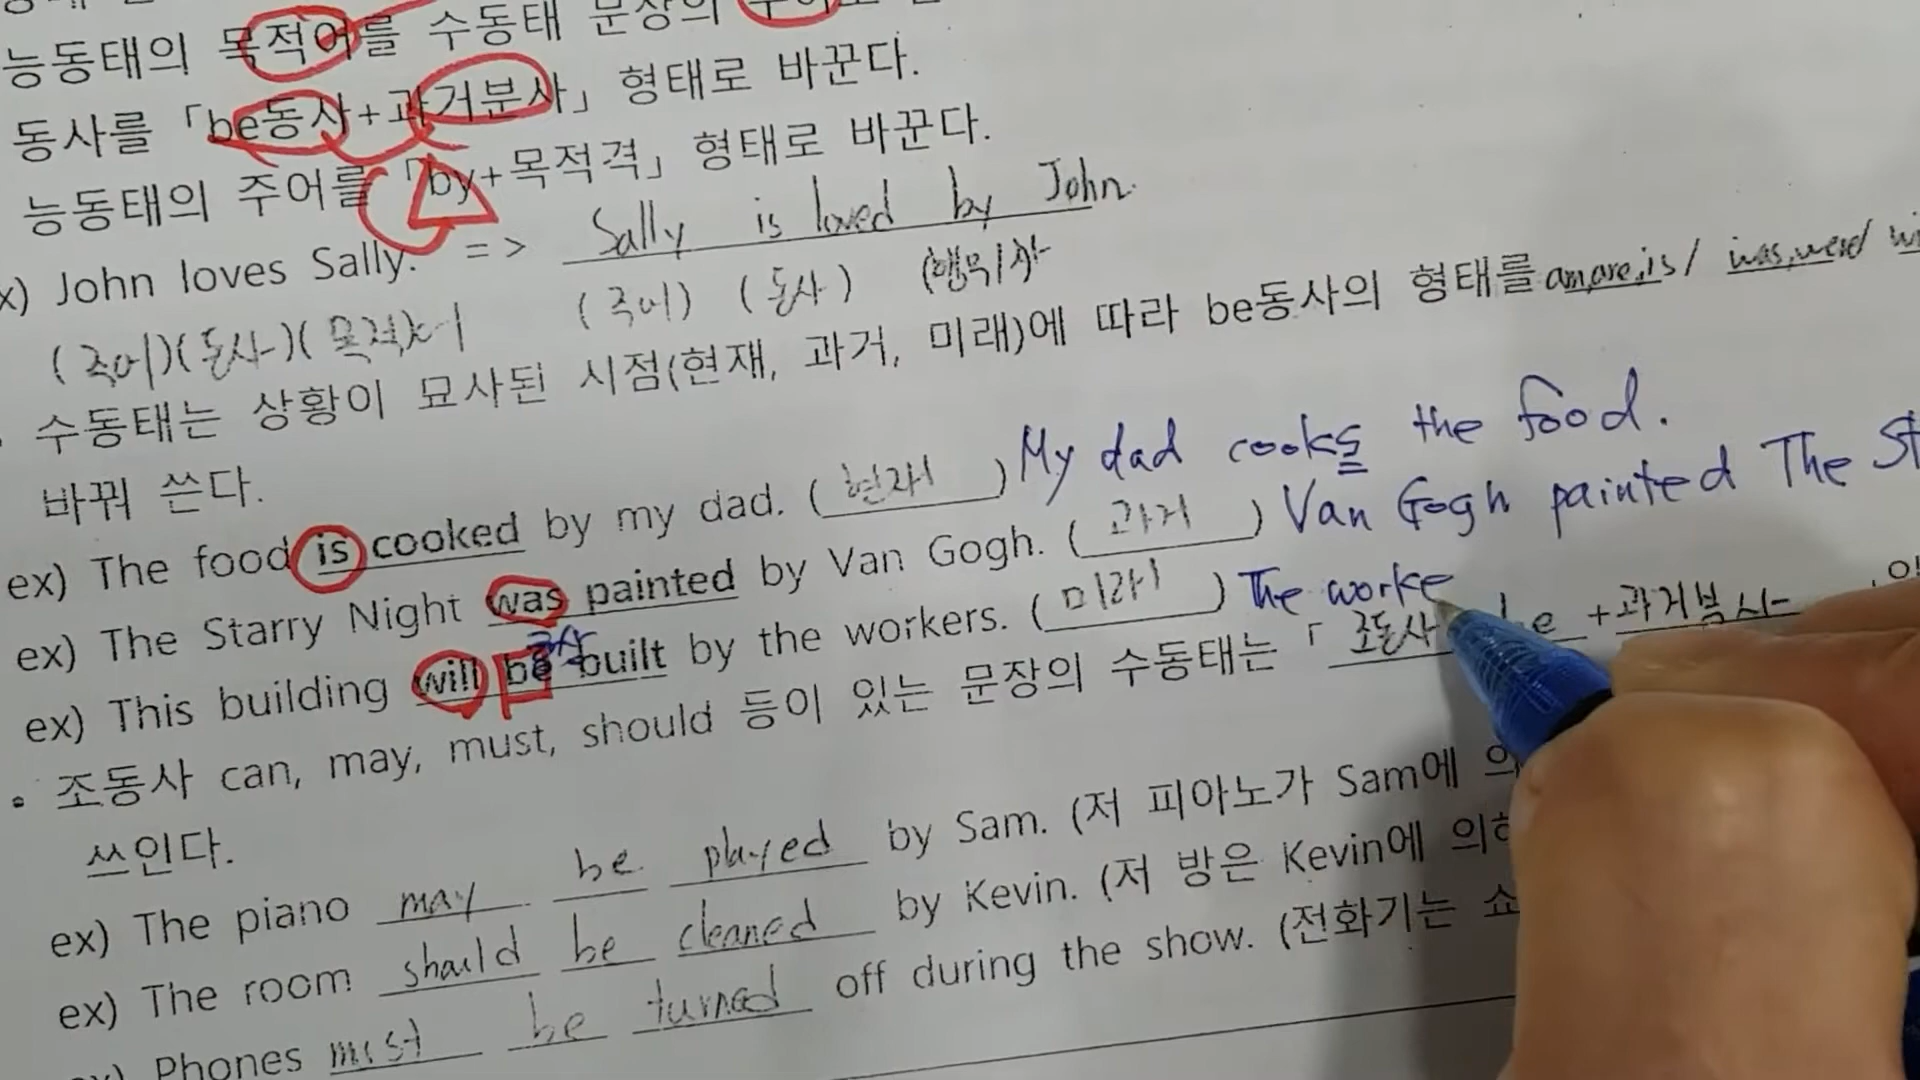 능동태의 목적어를 수동태 문장의 주어로
동사를 「be동사+과거분사」 형태로 바꾼다.
능동태의 주어를 「by+목적격」 형태로 바꾼다.
x) John loves Sally. => Sally is loved by John.
(주어)(동사)(목적어 (주어) (동사) (행위자
수동태는 상황이 묘사된 시점(현재, 과거, 미래)에 따라 be동사의 형태를 am,are,is/ was,were/
바꿔 쓴다.
ex) The food is cooked by my dad. (현재) My dad cooks the food.
ex) The Starry Night was painted by Van Gogh. (과거) Van Gogh painted The St
ex) This building will be built by the workers. (미래) The worke
• 조동사 can, may, must, should 등이 있는 문장의 수동태는 「조동사 be +과거분사
쓰인다.
ex) The piano may be played by Sam. (저 피아노가 Sam에 의
ex) The room should be cleaned by Kevin. (저 방은 Kevin에 의해
ex) Phones must be turned off during the show. (전화기는 쇼